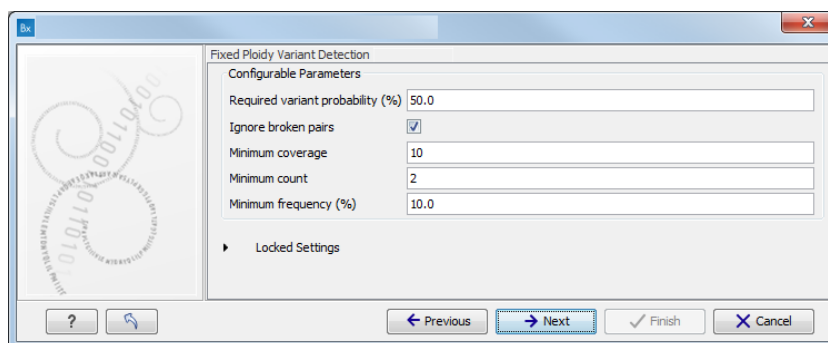 Bx
Fixed Ploidy Variant Detection
Configurable Parameters
Required variant probability (%) 50.0
Ignore broken pairs
Minimum coverage 10
Minimum count 2
Minimum frequency (%) 10.0
Locked Settings
? Previous Next Finish Cancel